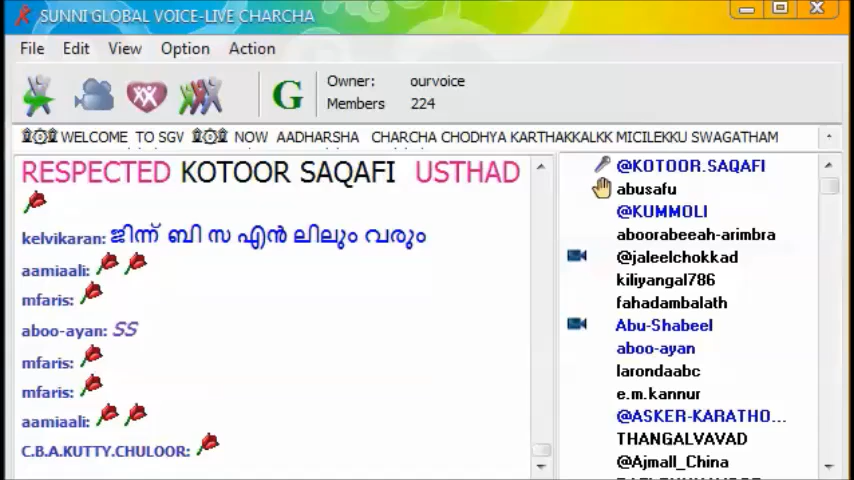 SUNNI GLOBAL VOICE-LIVE CHARCHA
File Edit View Option Action
G
Owner: ourvoice
Members 224
WELCOME TO SGV NOW AADHARSHA CHARCHA CHODHYA KARTHAKKALKK MICILEKKU SWAGATHAM
RESPECTED KOTOOR SAQAFI USTHAD
kelvikaran: ജിന്ന് ബി സ എൻ ലിലും വരും
aamiaali:
mfaris:
aboo-ayan: SS
mfaris:
mfaris:
aamiaali:
C.B.A.KUTTY.CHULOOR:
@KOTOOR.SAQAFI
abusafu
@KUMMOLI
aboorabeeah-arimbra
@jaleelchokkad
kiliyangal786
fahadambalath
Abu-Shabeel
aboo-ayan
larondaabc
e.m.kannur
@ASKER-KARATHO...
THANGALVAVAD
@Ajmall_China